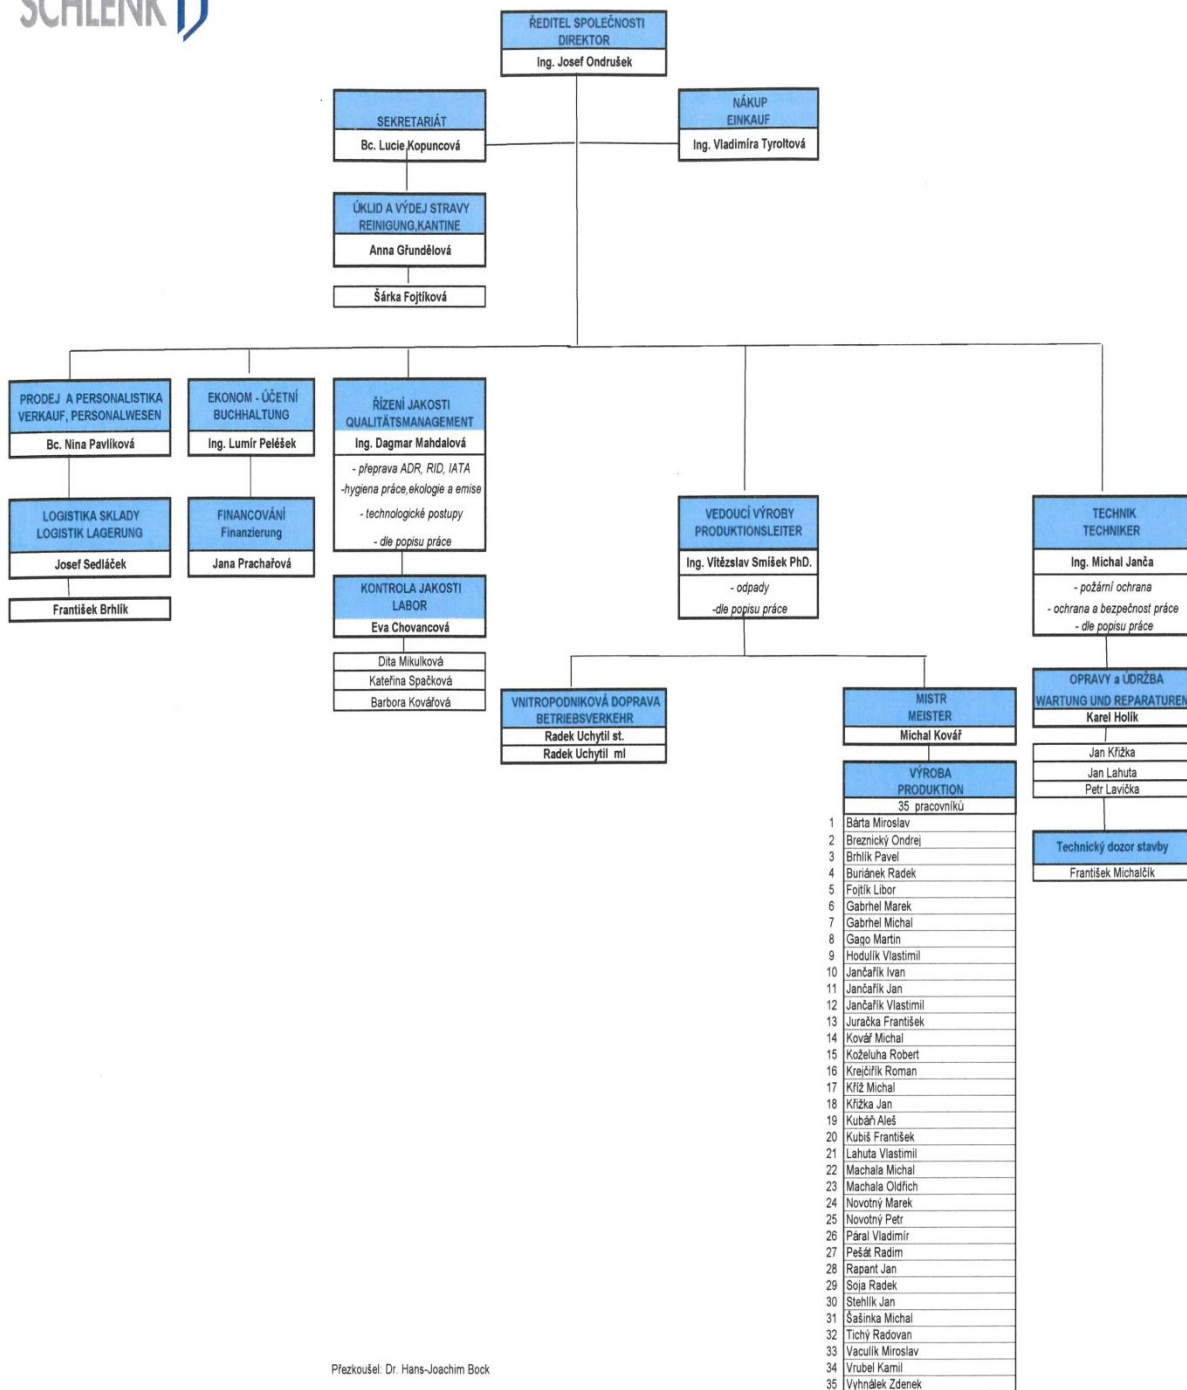 SCHLENK
ŘEDITEL SPOLEČNOSTI
DIREKTOR
Ing. Josef Ondrušek
SEKRETARIÁT
Bc. Lucie Kopuncová
NÁKUP
EINKAUF
Ing. Vladimíra Tyroltová
ÚKLID A VÝDEJ STRAVY
REINIGUNG,KANTINE
Anna Gřundělová
Šárka Fojtíková
PRODEJ A PERSONALISTIKA
VERKAUF, PERSONALWESEN
Bc. Nina Pavlíková
LOGISTIKA SKLADY
LOGISTIK LAGERUNG
Josef Sedláček
František Brhlík
EKONOM - ÚČETNÍ
BUCHHALTUNG
Ing. Lumír Peléšek
FINANCOVÁNÍ
Finanzierung
Jana Prachařová
ŘÍZENÍ JAKOSTI
QUALITÄTSMANAGEMENT
Ing. Dagmar Mahdalová
- přeprava ADR, RID, IATA
-hygiena práce,ekologie a emise
- technologické postupy
- dle popisu práce
KONTROLA JAKOSTI
LABOR
Eva Chovancová
Dita Mikulková
Kateřina Spačková
Barbora Kovářová
VEDOUCÍ VÝROBY
PRODUKTIONSLEITER
Ing. Vítězslav Smíšek PhD.
- odpady
-dle popisu práce
VNITROPODNIKOVÁ DOPRAVA
BETRIEBSVERKEHR
Radek Uchytil st.
Radek Uchytil ml
MISTR
MEISTER
Michal Kovář
VÝROBA
PRODUKTION
35 pracovníků
1 Bárta Miroslav
2 Breznický Ondrej
3 Brhlík Pavel
4 Buriánek Radek
5 Fojtík Libor
6 Gabrhel Marek
7 Gabrhel Michal
8 Gago Martin
9 Hodulík Vlastimil
10 Jančařík Ivan
11 Jančařík Jan
12 Jančařík Vlastimil
13 Juračka František
14 Kovář Michal
15 Koželuha Robert
16 Krejčiřík Roman
17 Kříž Michal
18 Křižka Jan
19 Kubáň Aleš
20 Kubiš František
21 Lahuta Vlastimil
22 Machala Michal
23 Machala Oldřich
24 Novotný Marek
25 Novotný Petr
26 Páral Vladimír
27 Pešát Radim
28 Rapant Jan
29 Soja Radek
30 Stehlík Jan
31 Šašinka Michal
32 Tichý Radovan
33 Vaculík Miroslav
34 Vrubel Kamil
35 Vyhnálek Zdenek
TECHNIK
TECHNIKER
Ing. Michal Janča
- požární ochrana
- ochrana a bezpečnost práce
- dle popisu práce
OPRAVY a ÚDRŽBA
WARTUNG UND REPARATUREN
Karel Holík
Jan Křižka
Jan Lahuta
Petr Lavička
Technický dozor stavby
František Michalčík
Přezkoušel: Dr. Hans-Joachim Bock